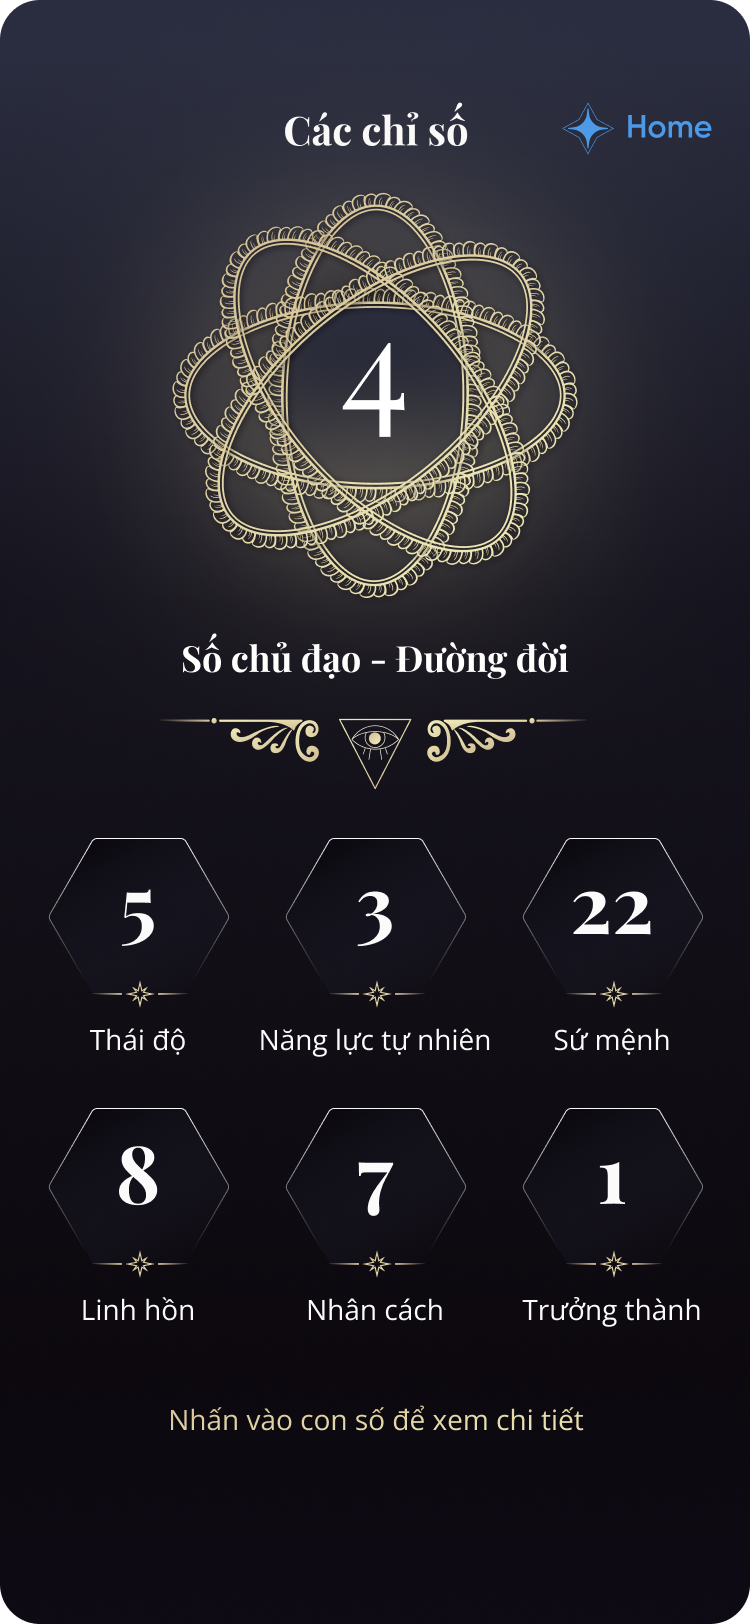 Các chỉ số
Home
4
Số chủ đạo - Đường đời
5
3
22
Thái độ
Năng lực tự nhiên
Sứ mệnh
8
7
1
Linh hồn
Nhân cách
Trưởng thành
Nhấn vào con số để xem chi tiết